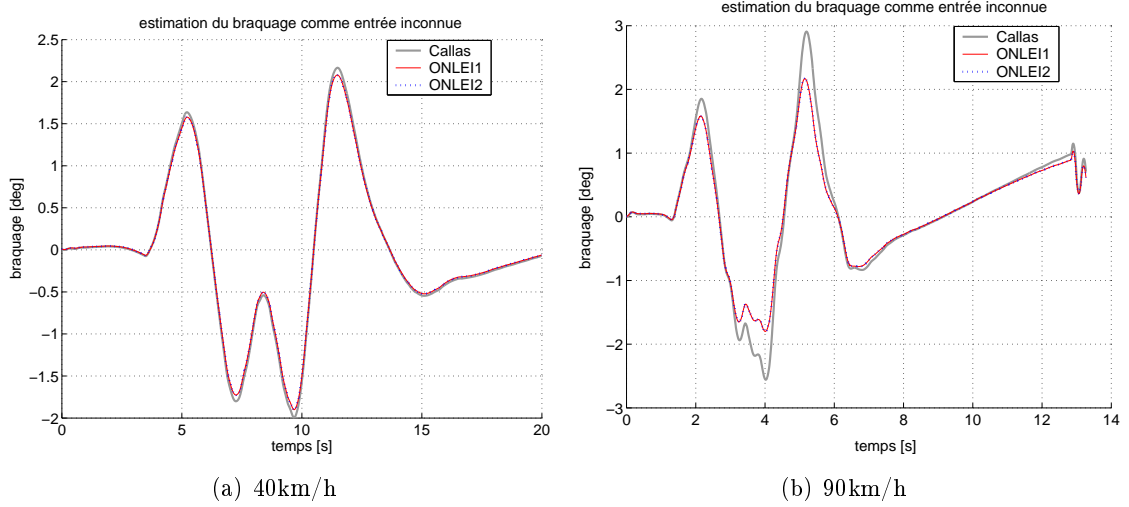 estimation du braquage comme entrée inconnue
Callas
ONLEI1
ONLEI2
2.5
2
1.5
1
0.5
0
−0.5
−1
−1.5
−2
braquage [deg]
0
5
10
15
20
temps [s]
(a) 40km/h
estimation du braquage comme entrée inconnue
Callas
ONLEI1
ONLEI2
3
2
1
0
−1
−2
−3
braquage [deg]
0
2
4
6
8
10
12
14
temps [s]
(b) 90km/h